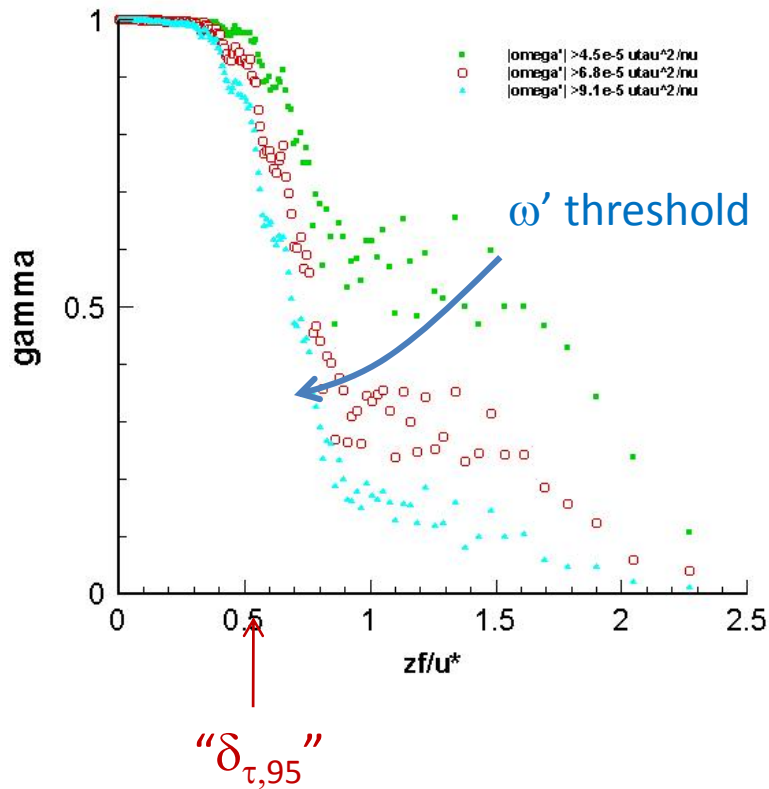 1
|omega'| >4.5e-5 utau^2/nu
|omega'| >6.8e-5 utau^2/nu
|omega'| >9.1e-5 utau^2/nu
ω' threshold
0.5
gamma
0
0 0.5 1 1.5 2 2.5
zf/u*
“δτ,95”